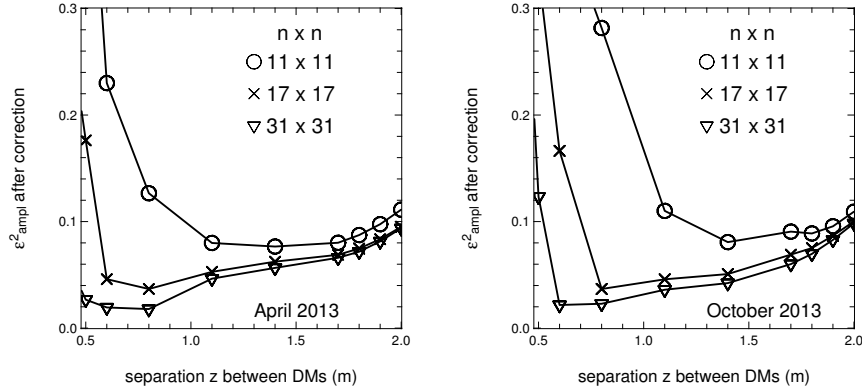 0.3
0.2
0.1
0.0
ε²ampl after correction
n x n
11 x 11
17 x 17
31 x 31
April 2013
0.5 1.0 1.5 2.0
separation z between DMs (m)
0.3
0.2
0.1
0.0
ε²ampl after correction
n x n
11 x 11
17 x 17
31 x 31
October 2013
0.5 1.0 1.5 2.0
separation z between DMs (m)